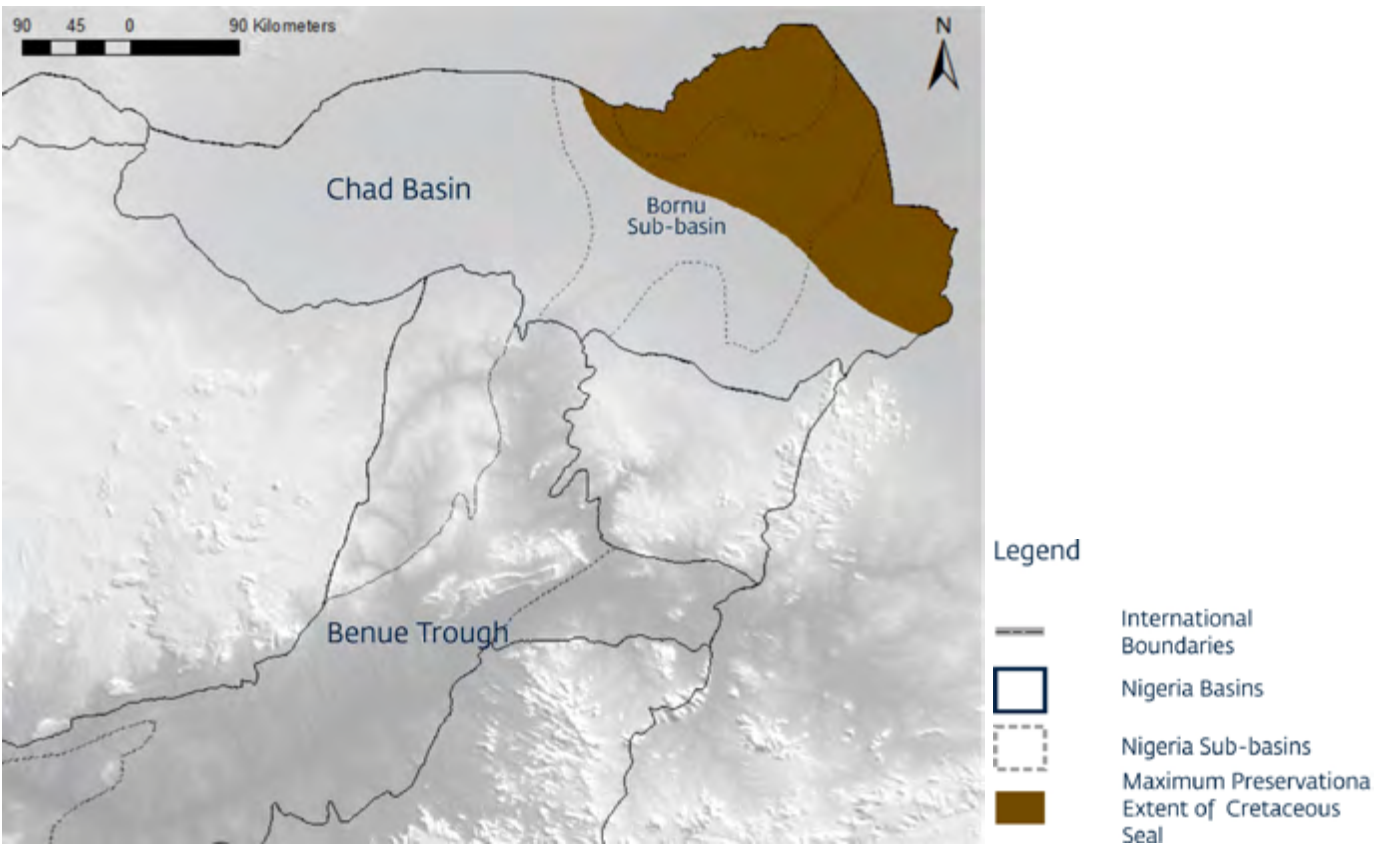 90 45 0 90 Kilometers
N
Chad Basin
Bornu
Sub-basin
Benue Trough
Legend
International
Boundaries
Nigeria Basins
Nigeria Sub-basins
Maximum Preservationa
Extent of Cretaceous
Seal